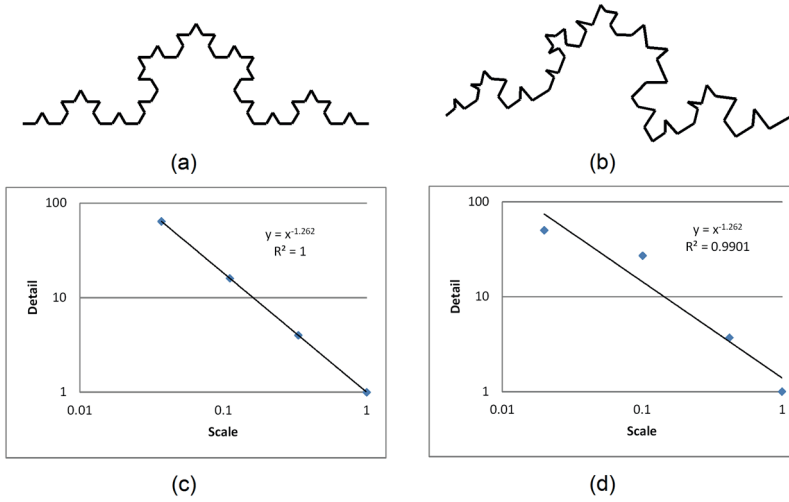 (a)
(b)
100
10
1
0.01
0.1
1
Detail
Scale
y = x^-1.262
R² = 1
(c)
100
10
1
0.01
0.1
1
Detail
Scale
y = x^-1.262
R² = 0.9901
(d)